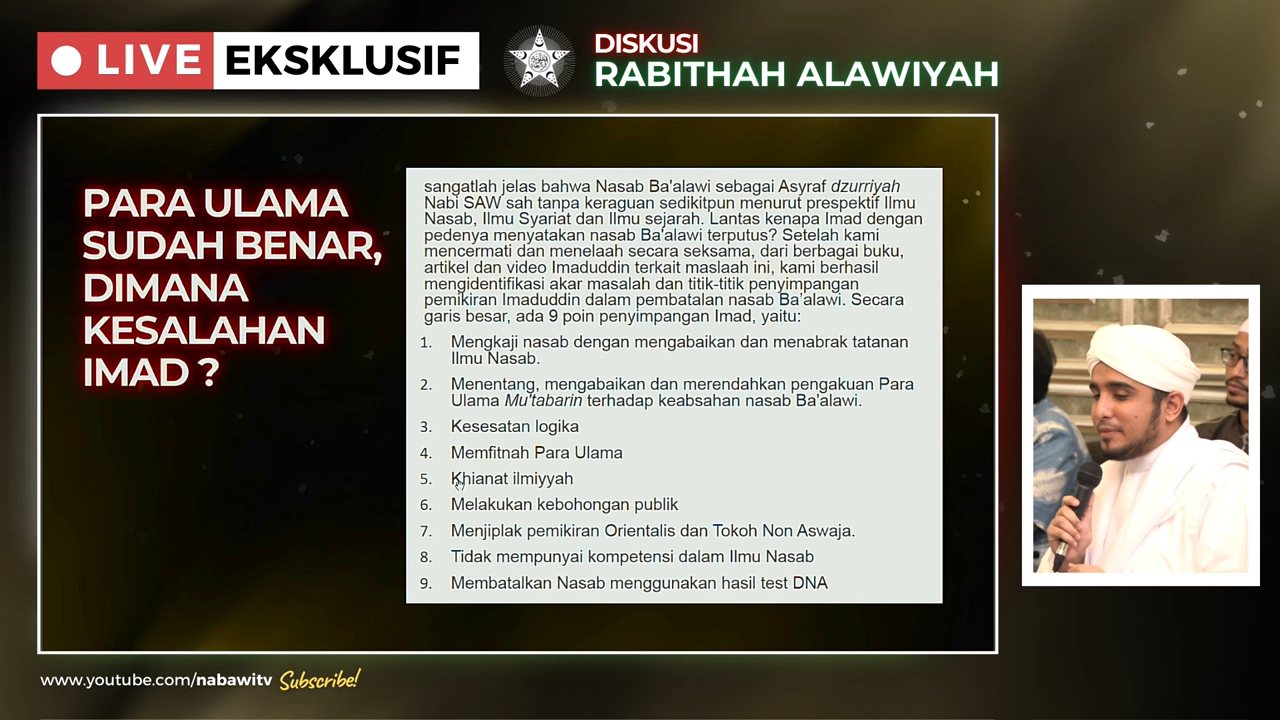 LIVE EKSKLUSIF
DISKUSI
RABITHAH ALAWIYAH
PARA ULAMA
SUDAH BENAR,
DIMANA
KESALAHAN
IMAD ?
sangatlah jelas bahwa Nasab Ba'alawi sebagai Asyraf dzurriyah
Nabi SAW sah tanpa keraguan sedikitpun menurut prespektif Ilmu
Nasab, Ilmu Syariat dan Ilmu sejarah. Lantas kenapa Imad dengan
pedenya menyatakan nasab Ba'alawi terputus? Setelah kami
mencermati dan menelaah secara seksama, dari berbagai buku,
artikel dan video Imaduddin terkait maslaah ini, kami berhasil
mengidentifikasi akar masalah dan titik-titik penyimpangan
pemikiran Imaduddin dalam pembatalan nasab Ba'alawi. Secara
garis besar, ada 9 poin penyimpangan Imad, yaitu:
1. Mengkaji nasab dengan mengabaikan dan menabrak tatanan
Ilmu Nasab.
2. Menentang, mengabaikan dan merendahkan pengakuan Para
Ulama Mu'tabarin terhadap keabsahan nasab Ba'alawi.
3. Kesesatan logika
4. Memfitnah Para Ulama
5. Khianat ilmiyyah
6. Melakukan kebohongan publik
7. Menjiplak pemikiran Orientalis dan Tokoh Non Aswaja.
8. Tidak mempunyai kompetensi dalam Ilmu Nasab
9. Membatalkan Nasab menggunakan hasil test DNA
www.youtube.com/nabawitv Subscribe!